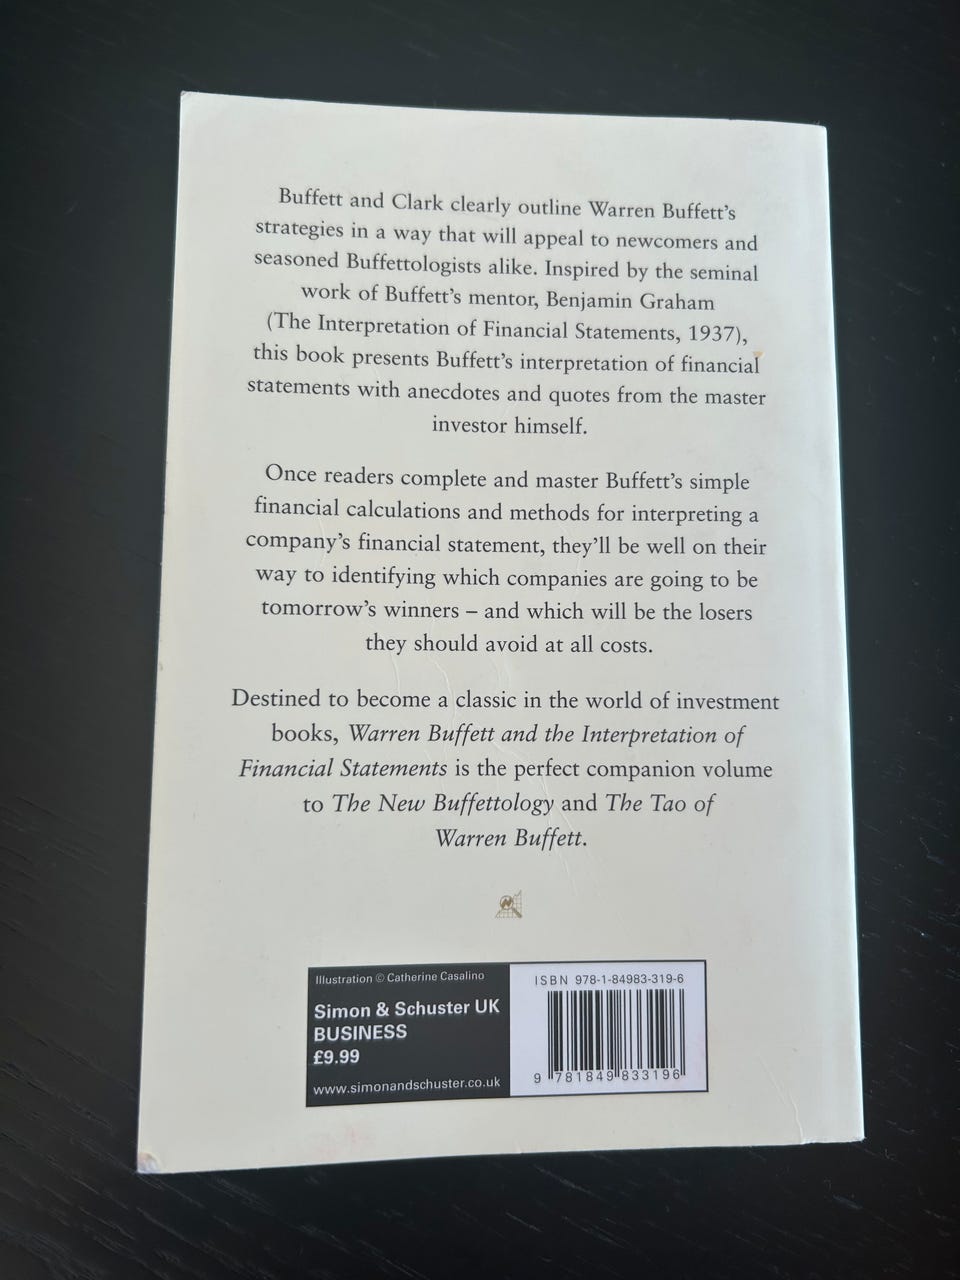 Buffett and Clark clearly outline Warren Buffett's
strategies in a way that will appeal to newcomers and
seasoned Buffettologists alike. Inspired by the seminal
work of Buffett's mentor, Benjamin Graham
(The Interpretation of Financial Statements, 1937),
this book presents Buffett's interpretation of financial
statements with anecdotes and quotes from the master
investor himself.
Once readers complete and master Buffett's simple
financial calculations and methods for interpreting a
company's financial statement, they'll be well on their
way to identifying which companies are going to be
tomorrow's winners – and which will be the losers
they should avoid at all costs.
Destined to become a classic in the world of investment
books, Warren Buffett and the Interpretation of
Financial Statements is the perfect companion volume
to The New Buffettology and The Tao of
Warren Buffett.
Illustration © Catherine Casalino
Simon & Schuster UK
BUSINESS
£9.99
www.simonandschuster.co.uk
ISBN 978-1-84983-319-6
9 781849 833196